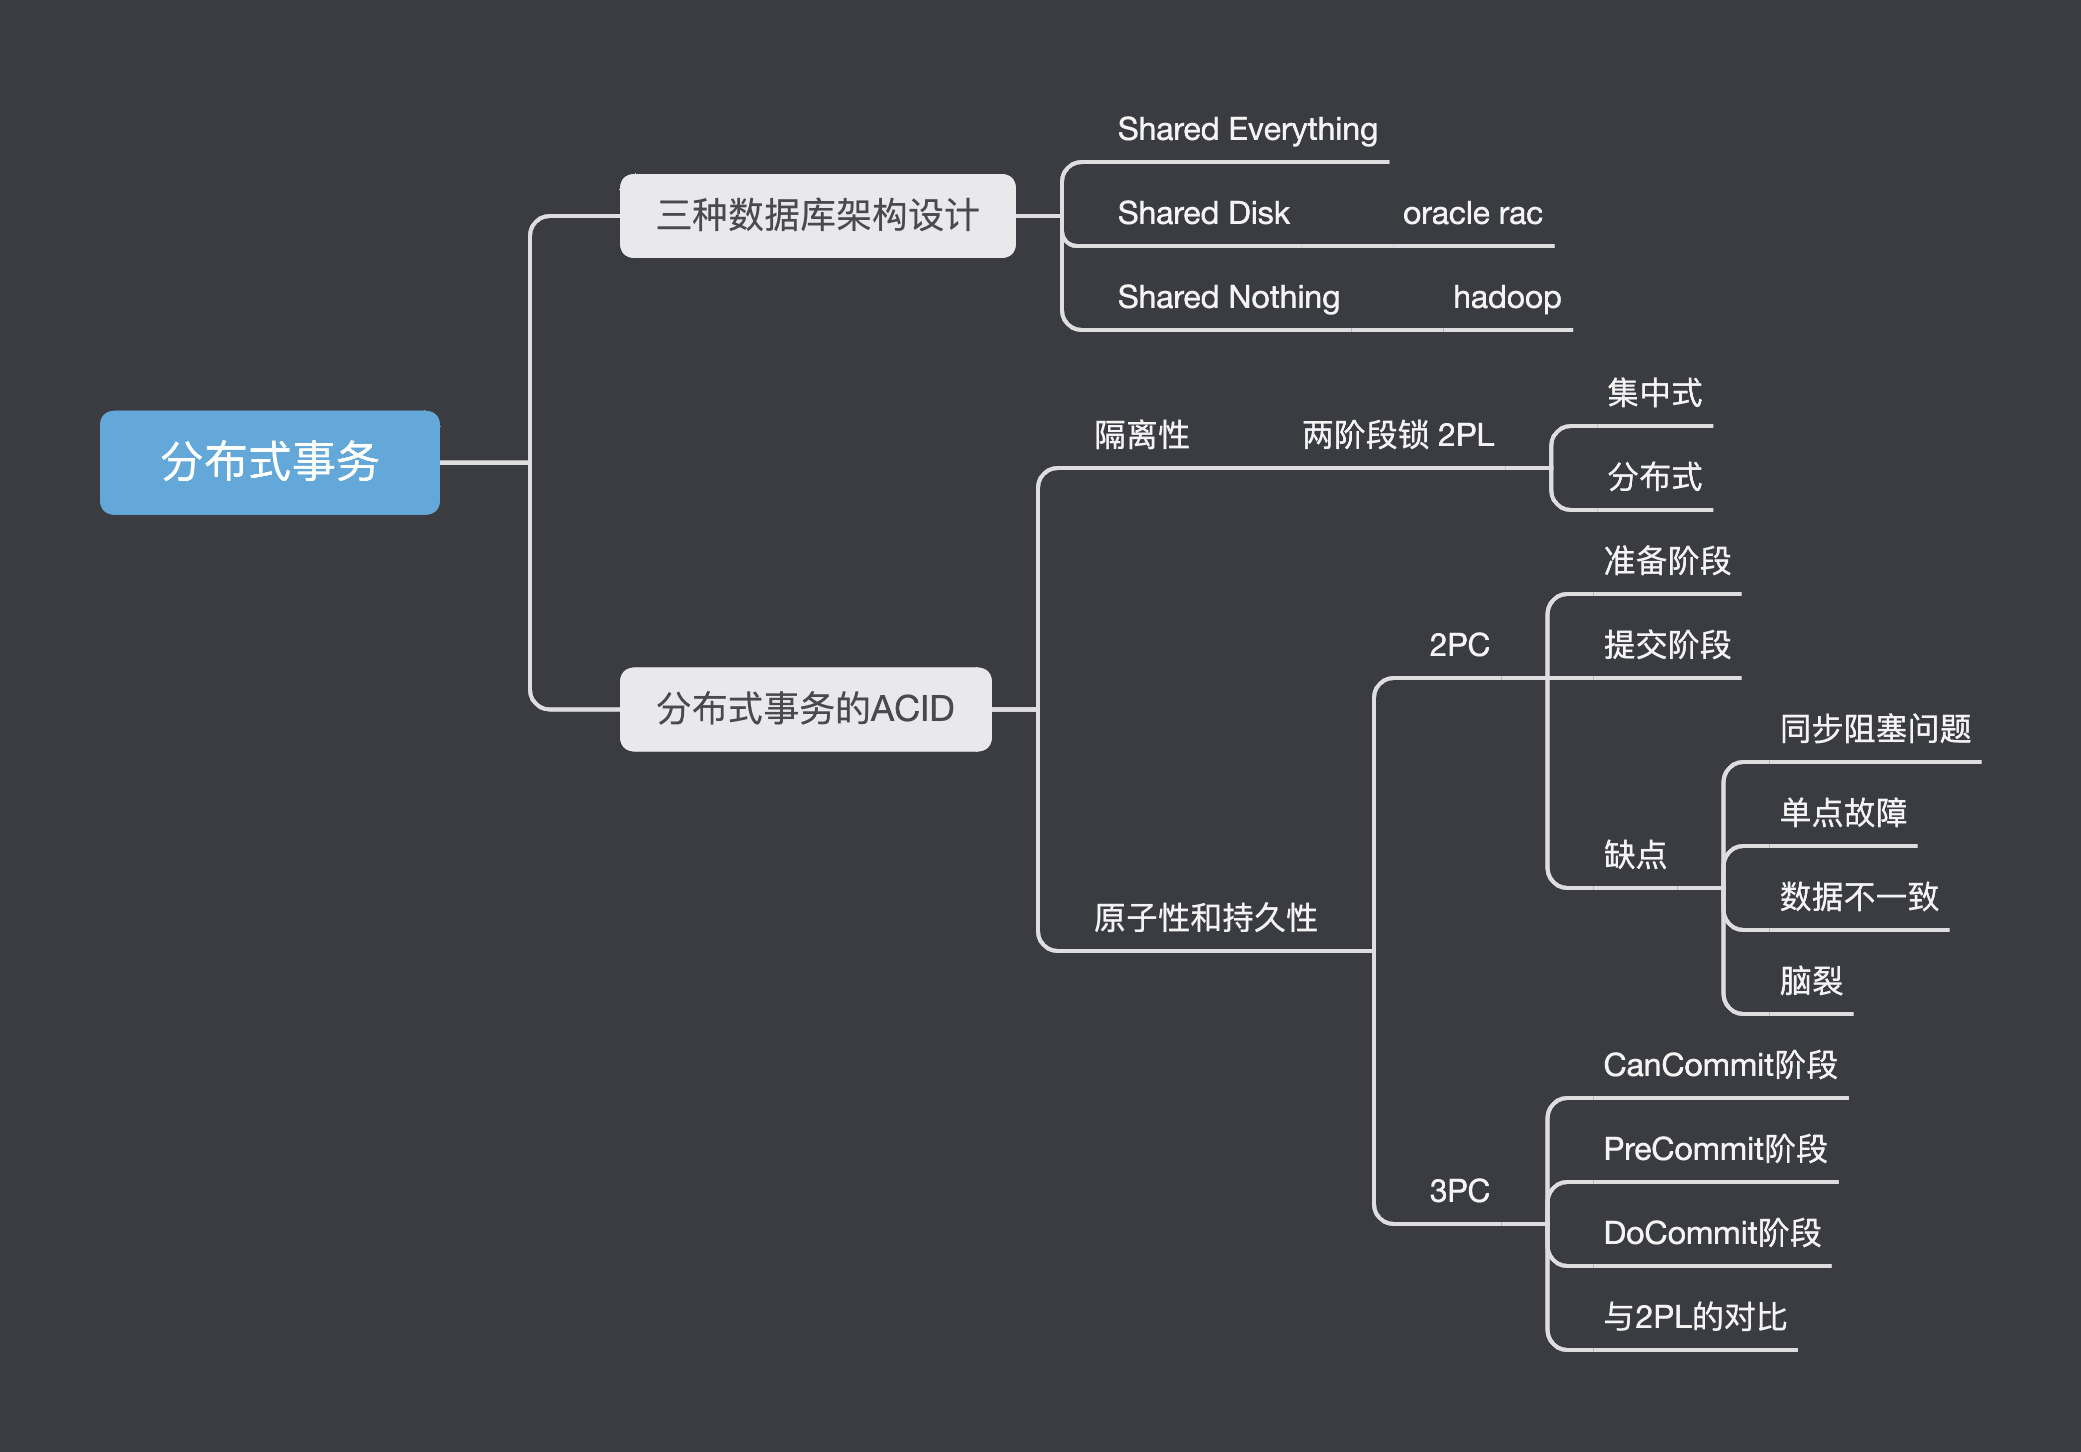 分布式事务
三种数据库架构设计
Shared Everything
Shared Disk
oracle rac
Shared Nothing
hadoop
分布式事务的ACID
隔离性
两阶段锁 2PL
集中式
分布式
原子性和持久性
2PC
准备阶段
提交阶段
缺点
同步阻塞问题
单点故障
数据不一致
脑裂
3PC
CanCommit阶段
PreCommit阶段
DoCommit阶段
与2PL的对比